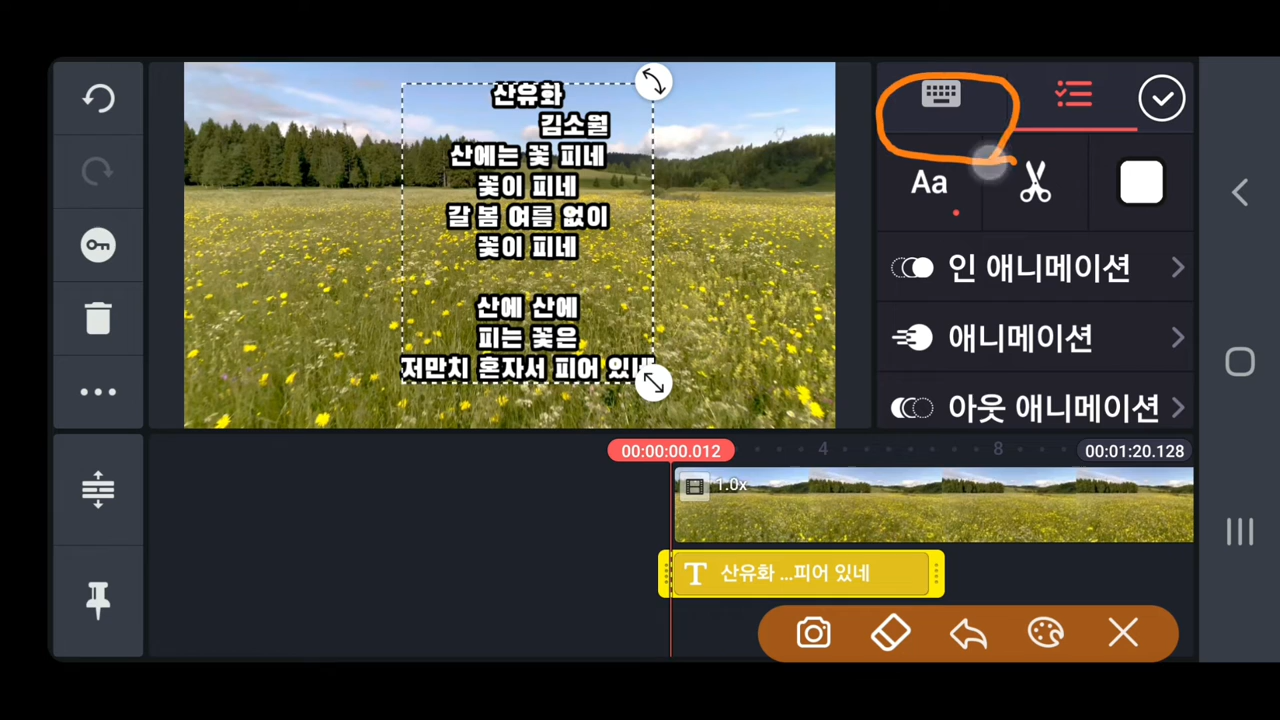 산유화
김소월
산에는 꽃 피네
꽃이 피네
갈 봄 여름 없이
꽃이 피네
산에 산에
피는 꽃은
저만치 혼자서 피어 있네
Aa
인 애니메이션
애니메이션
아웃 애니메이션
00:00:00.012
4
8
00:01:20.128
1.0x
T 산유화 ...피어 있네